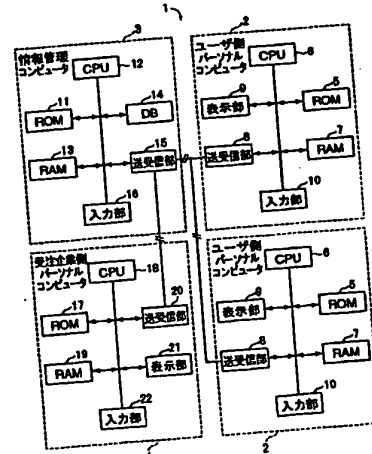 1
3
情報管理
コンピュータ
CPU
12
11
ROM
14
DB
13
RAM
15
送受信部
16
入力部
2
ユーザ側
パーソナル
コンピュータ
CPU
6
9
表示部
5
ROM
8
送受信部
7
RAM
10
入力部
受注企業側
パーソナル
コンピュータ
CPU
18
17
ROM
20
送受信部
19
RAM
21
表示部
22
入力部
ユーザ側
パーソナル
コンピュータ
CPU
6
9
表示部
5
ROM
8
送受信部
7
RAM
10
入力部
2